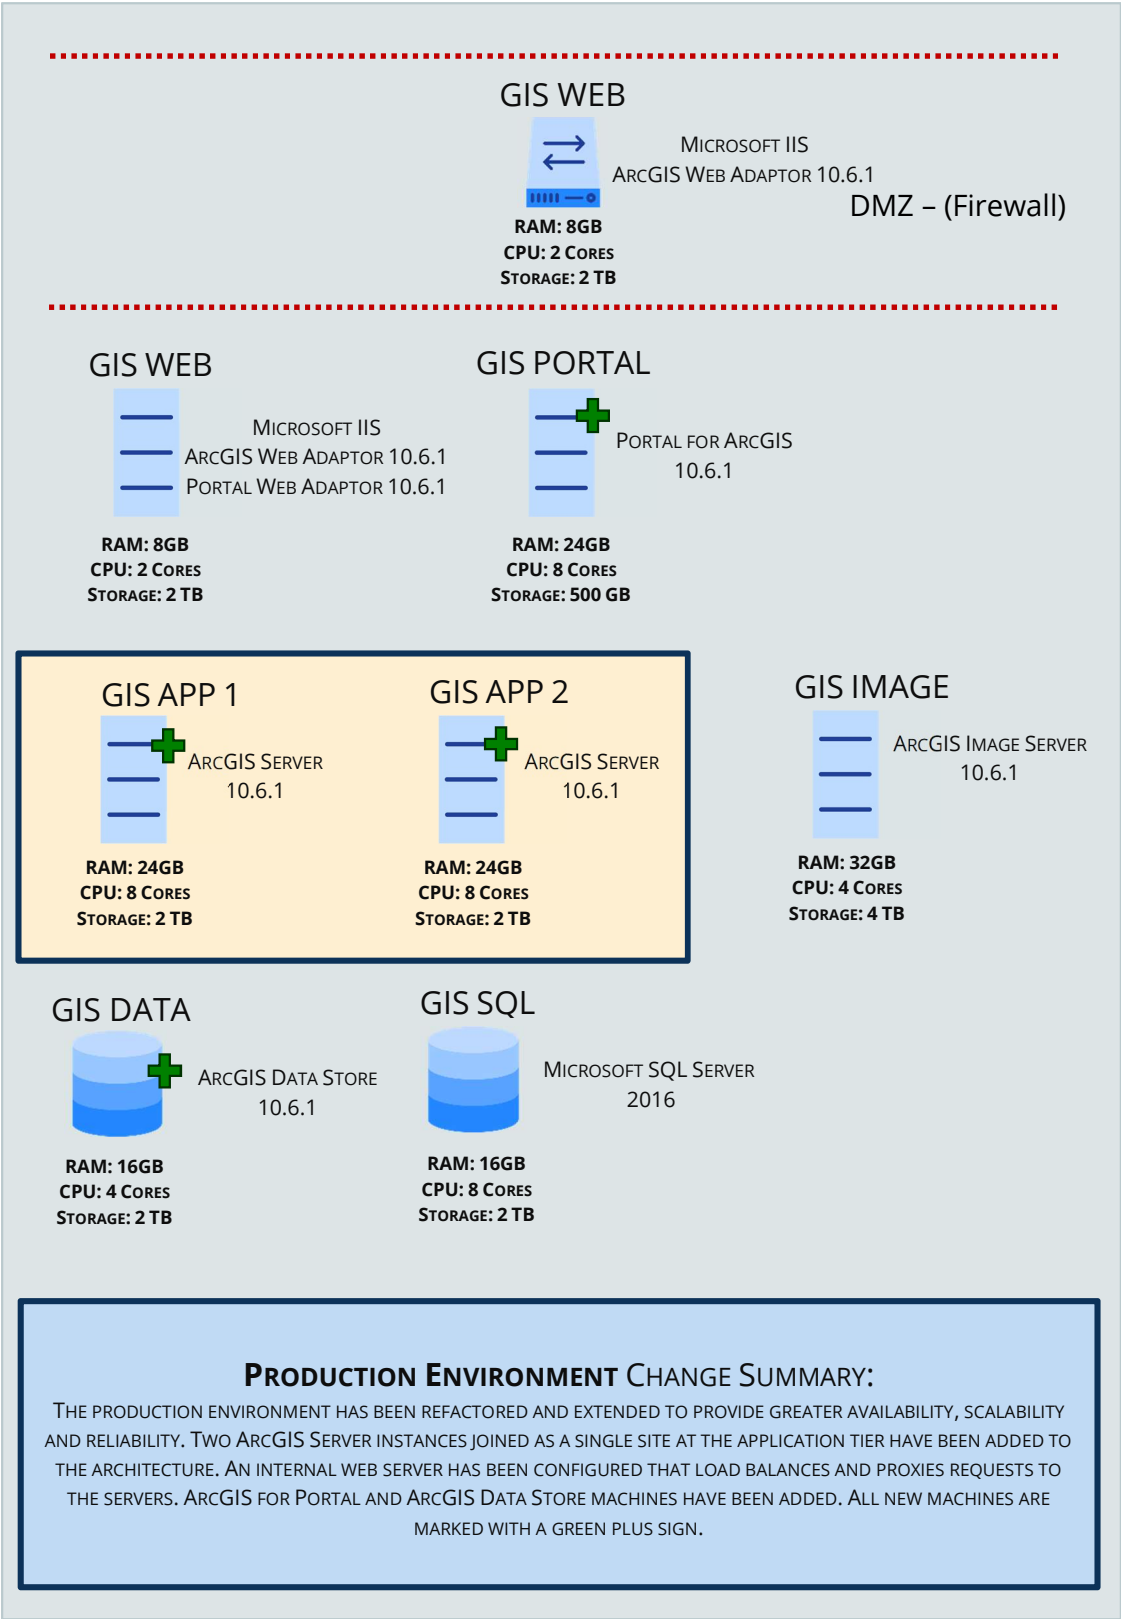 GIS WEB
MICROSOFT IIS
ARCGIS WEB ADAPTOR 10.6.1
DMZ – (Firewall)
RAM: 8GB
CPU: 2 CORES
STORAGE: 2 TB
GIS WEB
MICROSOFT IIS
ARCGIS WEB ADAPTOR 10.6.1
PORTAL WEB ADAPTOR 10.6.1
RAM: 8GB
CPU: 2 CORES
STORAGE: 2 TB
GIS PORTAL
PORTAL FOR ARCGIS
10.6.1
RAM: 24GB
CPU: 8 CORES
STORAGE: 500 GB
GIS APP 1
ARCGIS SERVER
10.6.1
RAM: 24GB
CPU: 8 CORES
STORAGE: 2 TB
GIS APP 2
ARCGIS SERVER
10.6.1
RAM: 24GB
CPU: 8 CORES
STORAGE: 2 TB
GIS IMAGE
ARCGIS IMAGE SERVER
10.6.1
RAM: 32GB
CPU: 4 CORES
STORAGE: 4 TB
GIS DATA
ARCGIS DATA STORE
10.6.1
RAM: 16GB
CPU: 4 CORES
STORAGE: 2 TB
GIS SQL
MICROSOFT SQL SERVER
2016
RAM: 16GB
CPU: 8 CORES
STORAGE: 2 TB
PRODUCTION ENVIRONMENT CHANGE SUMMARY:
THE PRODUCTION ENVIRONMENT HAS BEEN REFACTORED AND EXTENDED TO PROVIDE GREATER AVAILABILITY, SCALABILITY
AND RELIABILITY. TWO ARCGIS SERVER INSTANCES JOINED AS A SINGLE SITE AT THE APPLICATION TIER HAVE BEEN ADDED TO
THE ARCHITECTURE. AN INTERNAL WEB SERVER HAS BEEN CONFIGURED THAT LOAD BALANCES AND PROXIES REQUESTS TO
THE SERVERS. ARCGIS FOR PORTAL AND ARCGIS DATA STORE MACHINES HAVE BEEN ADDED. ALL NEW MACHINES ARE
MARKED WITH A GREEN PLUS SIGN.